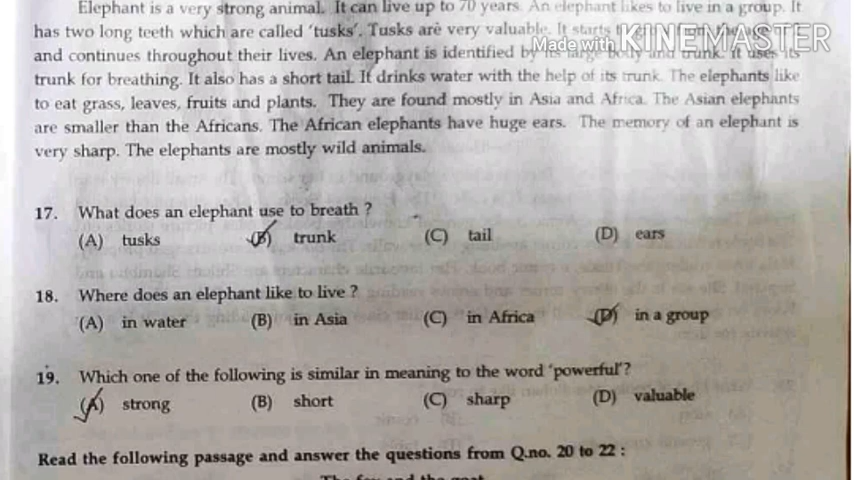 Elephant is a very strong animal. It can live up to 70 years. An elephant likes to live in a group. It
has two long teeth which are called 'tusks'. Tusks are very valuable. It starts
Made with KINEMASTER
and continues throughout their lives. An elephant is identified by its large body and trunk. It uses its
trunk for breathing. It also has a short tail. It drinks water with the help of its trunk. The elephants like
to eat grass, leaves, fruits and plants. They are found mostly in Asia and Africa. The Asian elephants
are smaller than the Africans. The African elephants have huge ears. The memory of an elephant is
very sharp. The elephants are mostly wild animals.
17. What does an elephant use to breath ?
(A) tusks (B) trunk (C) tail (D) ears
18. Where does an elephant like to live ?
(A) in water (B) in Asia (C) in Africa (D) in a group
19. Which one of the following is similar in meaning to the word 'powerful'?
(A) strong (B) short (C) sharp (D) valuable
Read the following passage and answer the questions from Q.no. 20 to 22 :
The fox and the goat